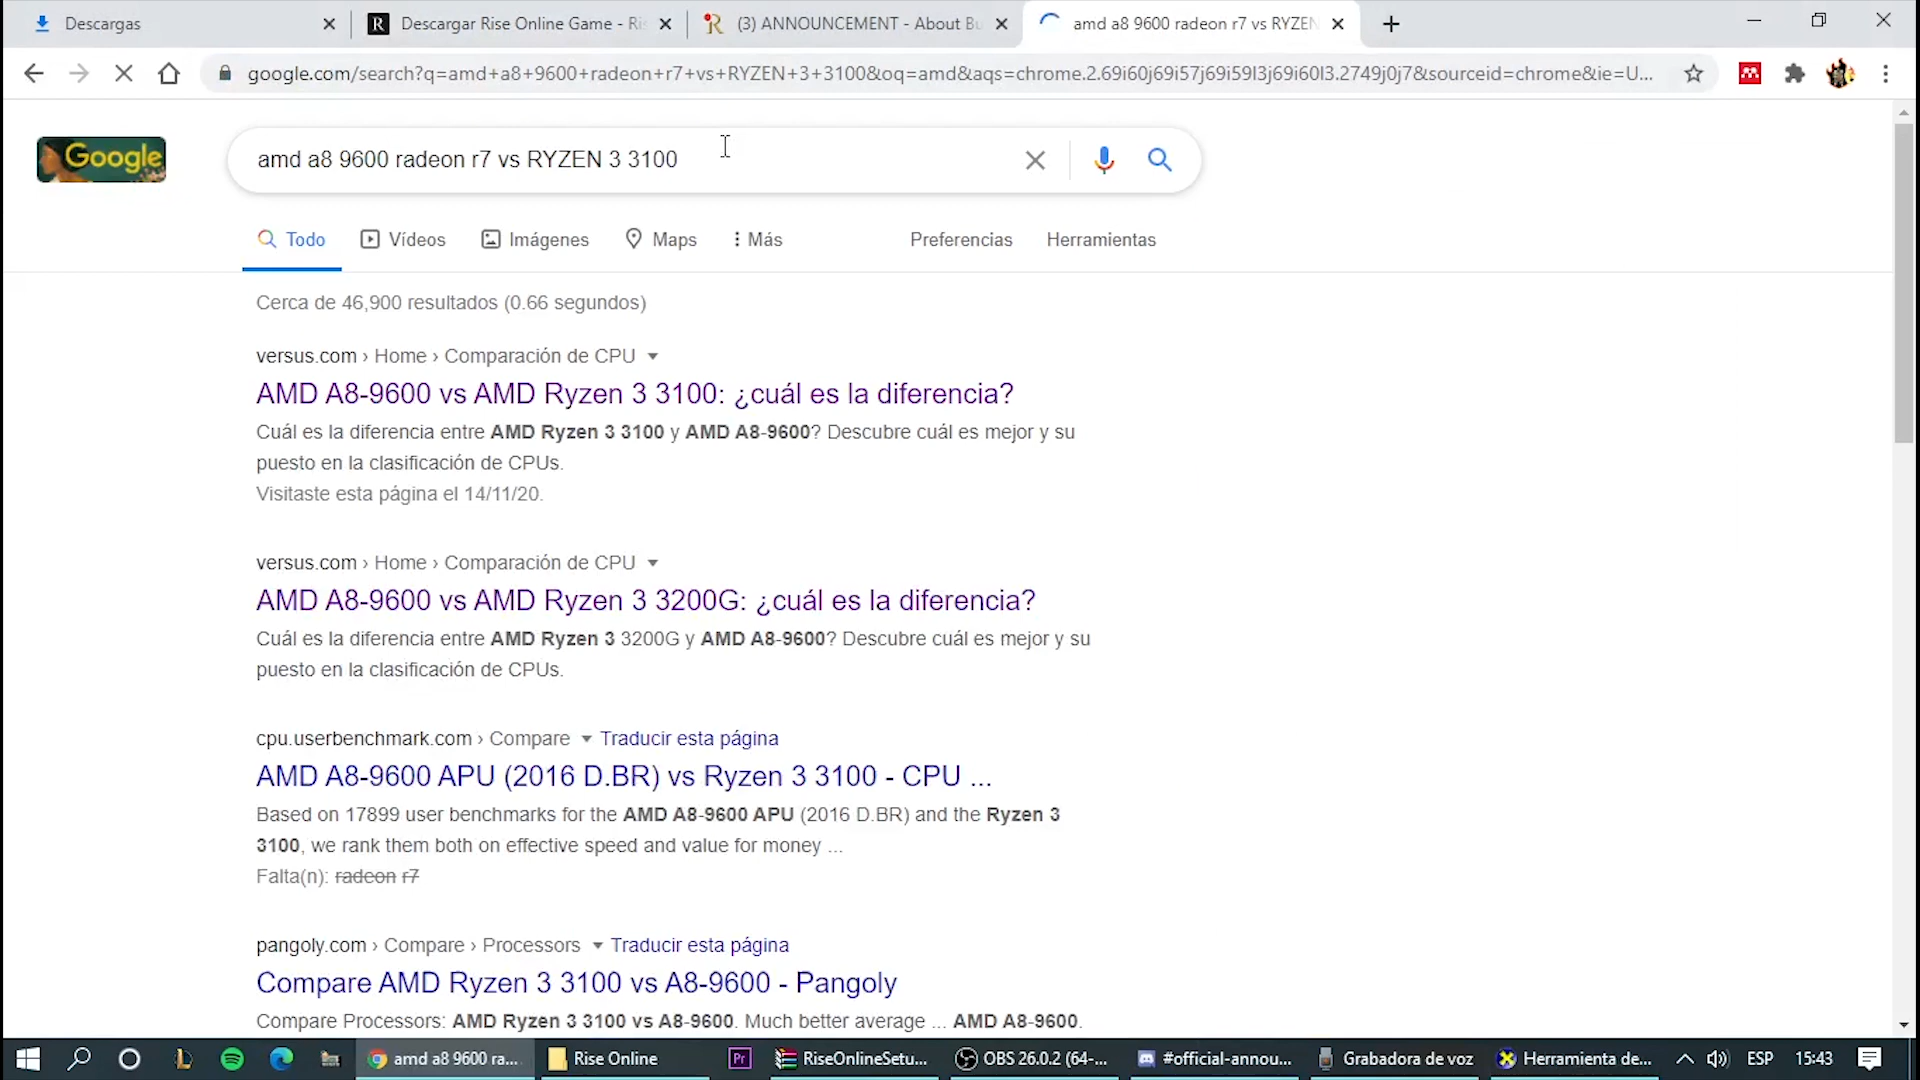 Descargas
Descargar Rise Online Game - Ris
(3) ANNOUNCEMENT - About Bu
amd a8 9600 radeon r7 vs RYZEN
google.com/search?q=amd+a8+9600+radeon+r7+vs+RYZEN+3+3100&oq=amd&aqs=chrome.2.69i60j69i57j69i59l3j69i60l3.2749j0j7&sourceid=chrome&ie=U...
Google
amd a8 9600 radeon r7 vs RYZEN 3 3100
Todo
Vídeos
Imágenes
Maps
Más
Preferencias
Herramientas
Cerca de 46,900 resultados (0.66 segundos)
versus.com › Home › Comparación de CPU
AMD A8-9600 vs AMD Ryzen 3 3100: ¿cuál es la diferencia?
Cuál es la diferencia entre AMD Ryzen 3 3100 y AMD A8-9600? Descubre cuál es mejor y su
puesto en la clasificación de CPUs.
Visitaste esta página el 14/11/20.
versus.com › Home › Comparación de CPU
AMD A8-9600 vs AMD Ryzen 3 3200G: ¿cuál es la diferencia?
Cuál es la diferencia entre AMD Ryzen 3 3200G y AMD A8-9600? Descubre cuál es mejor y su
puesto en la clasificación de CPUs.
cpu.userbenchmark.com › Compare Traducir esta página
AMD A8-9600 APU (2016 D.BR) vs Ryzen 3 3100 - CPU ...
Based on 17899 user benchmarks for the AMD A8-9600 APU (2016 D.BR) and the Ryzen 3
3100, we rank them both on effective speed and value for money ...
Falta(n): radeon r7
pangoly.com › Compare › Processors Traducir esta página
Compare AMD Ryzen 3 3100 vs A8-9600 - Pangoly
Compare Processors: AMD Ryzen 3 3100 vs A8-9600. Much better average ... AMD A8-9600.
amd a8 9600 ra...
Rise Online
Pr
RiseOnlineSetu...
OBS 26.0.2 (64-...
#official-annou...
Grabadora de voz
Herramienta de...
ESP
15:43